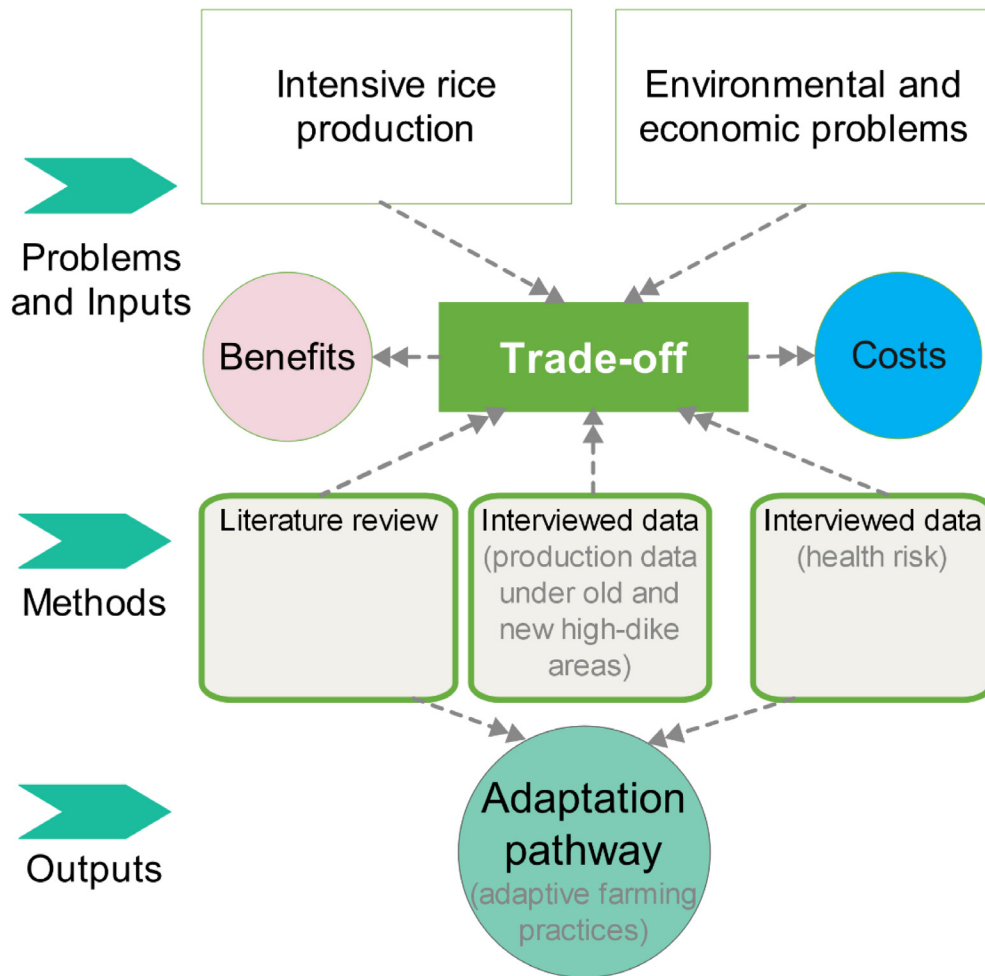 Intensive rice
production
Environmental and
economic problems
Problems
and Inputs
Benefits
Trade-off
Costs
Methods
Literature review
Interviewed data
(production data
under old and
new high-dike
areas)
Interviewed data
(health risk)
Outputs
Adaptation
pathway
(adaptive farming
practices)